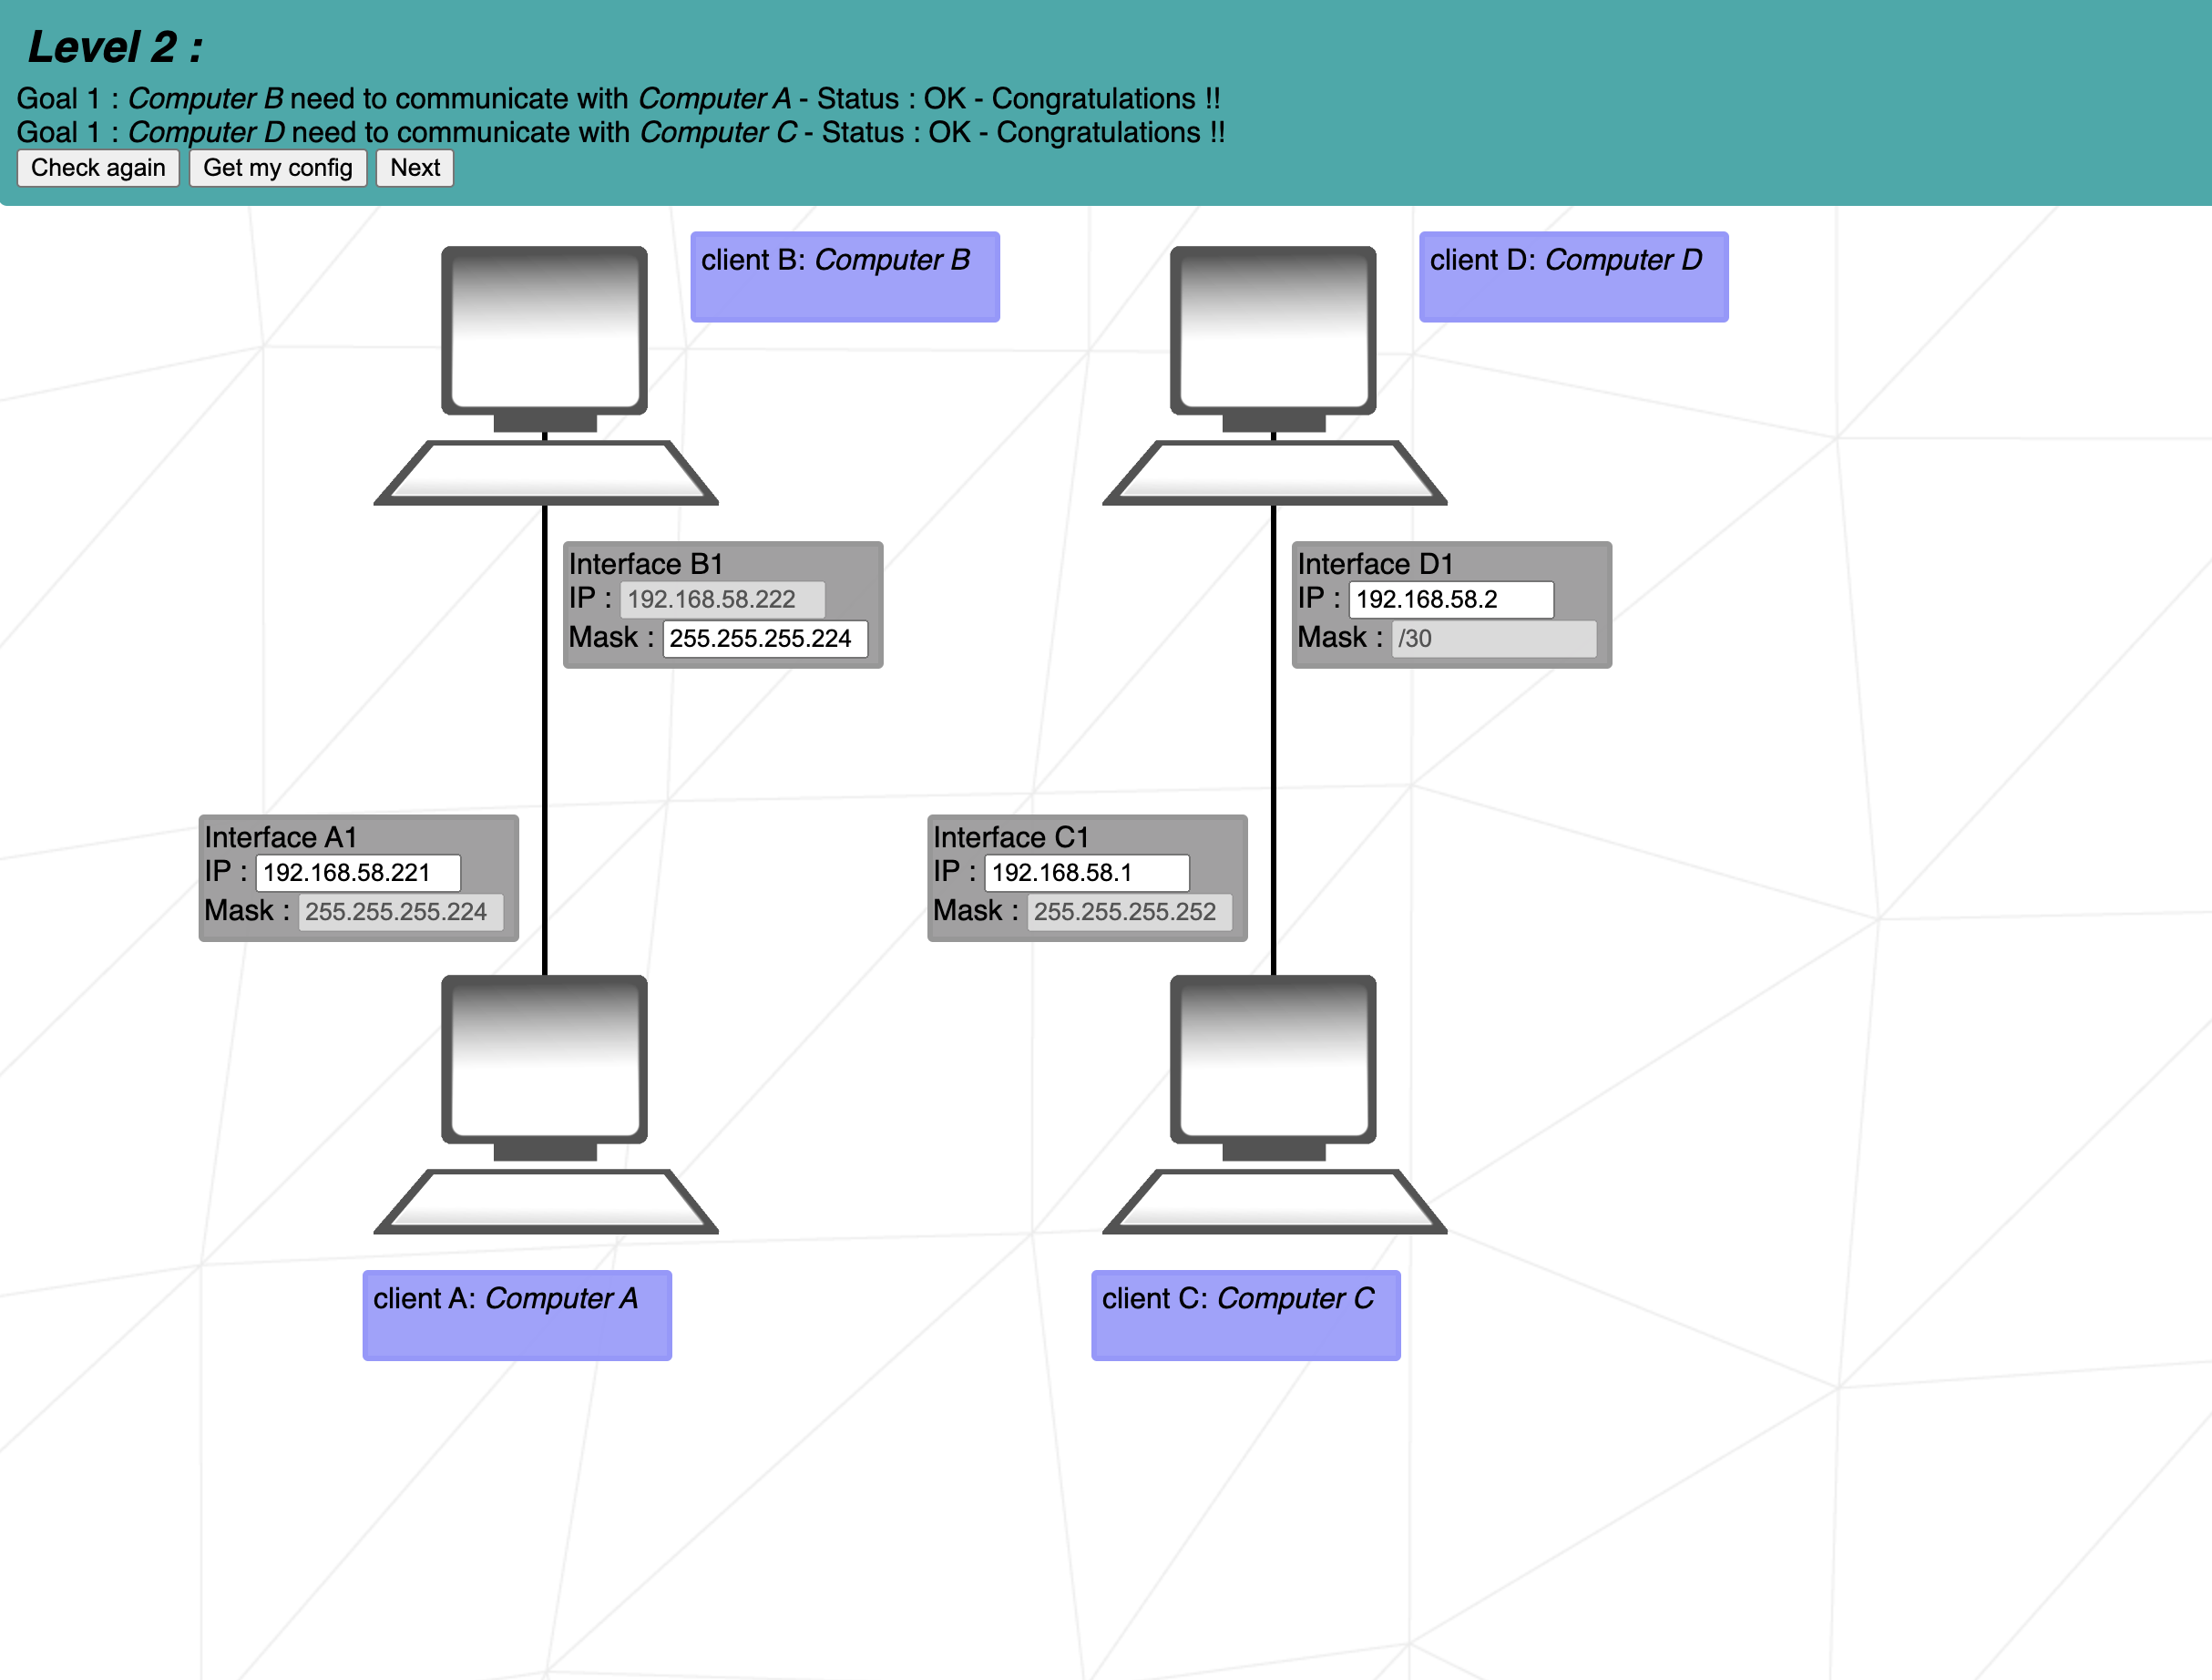 Level 2 :
Goal 1 : Computer B need to communicate with Computer A - Status : OK - Congratulations !!
Goal 1 : Computer D need to communicate with Computer C - Status : OK - Congratulations !!
Check again Get my config Next
client B: Computer B
client D: Computer D
Interface B1
IP : 192.168.58.222
Mask : 255.255.255.224
Interface D1
IP : 192.168.58.2
Mask : /30
Interface A1
IP : 192.168.58.221
Mask : 255.255.255.224
Interface C1
IP : 192.168.58.1
Mask : 255.255.255.252
client A: Computer A
client C: Computer C